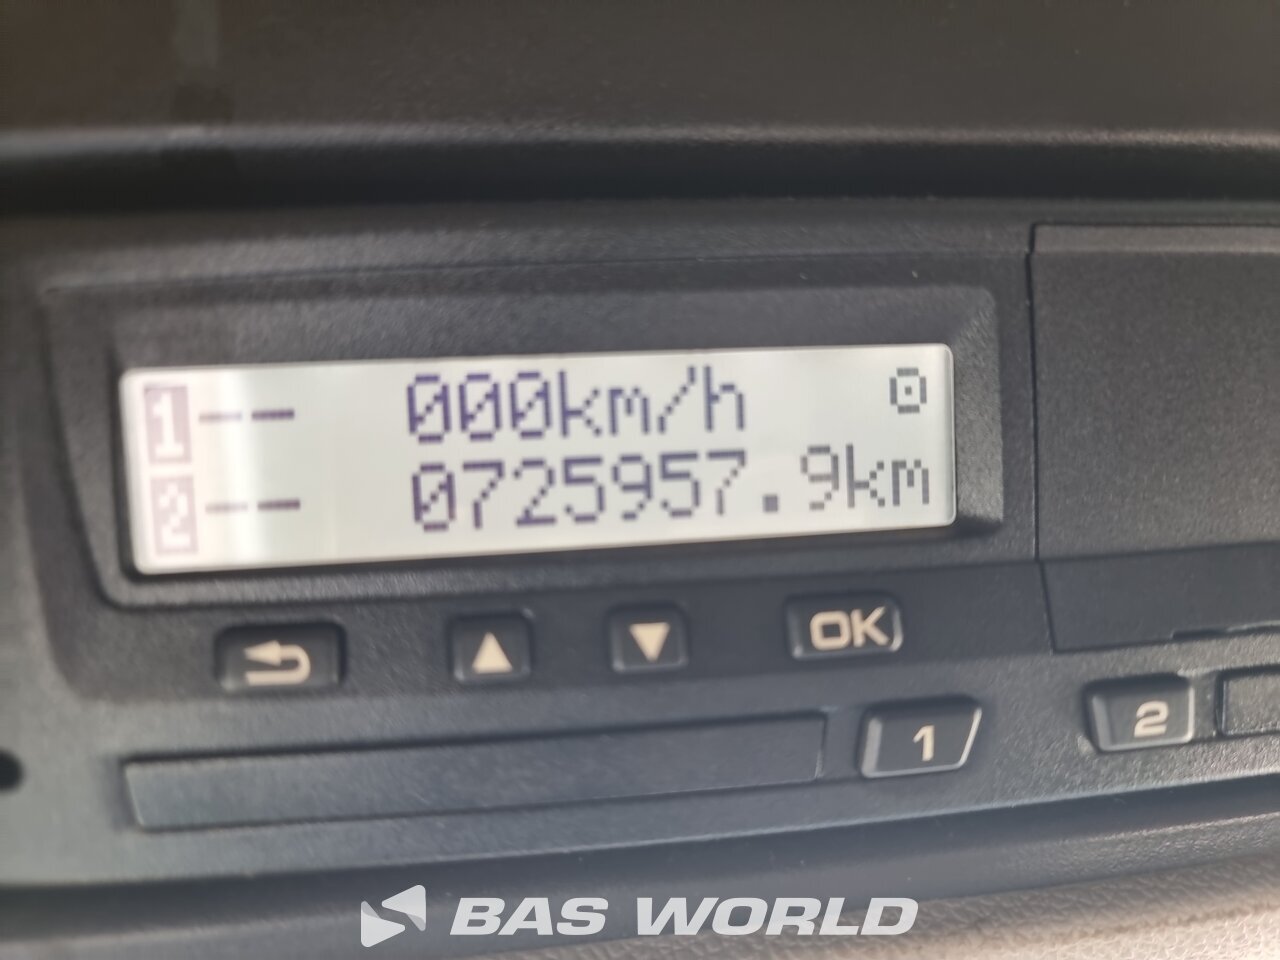 1-- 000km/h
2-- 0725957.9km
OK
1
2
BAS WORLD